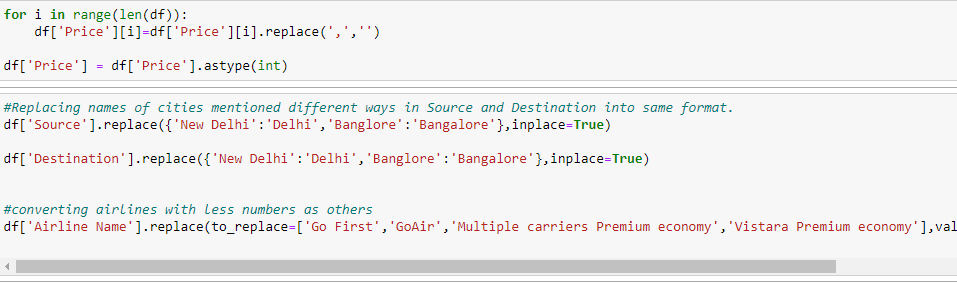 for i in range(len(df)):
    df['Price'][i]=df['Price'][i].replace(',','')
df['Price'] = df['Price'].astype(int)
#Replacing names of cities mentioned different ways in Source and Destination into same format.
df['Source'].replace({'New Delhi':'Delhi','Banglore':'Bangalore'},inplace=True)
df['Destination'].replace({'New Delhi':'Delhi','Banglore':'Bangalore'},inplace=True)
#converting airlines with less numbers as others
df['Airline Name'].replace(to_replace=['Go First','GoAir','Multiple carriers Premium economy','Vistara Premium economy'],val